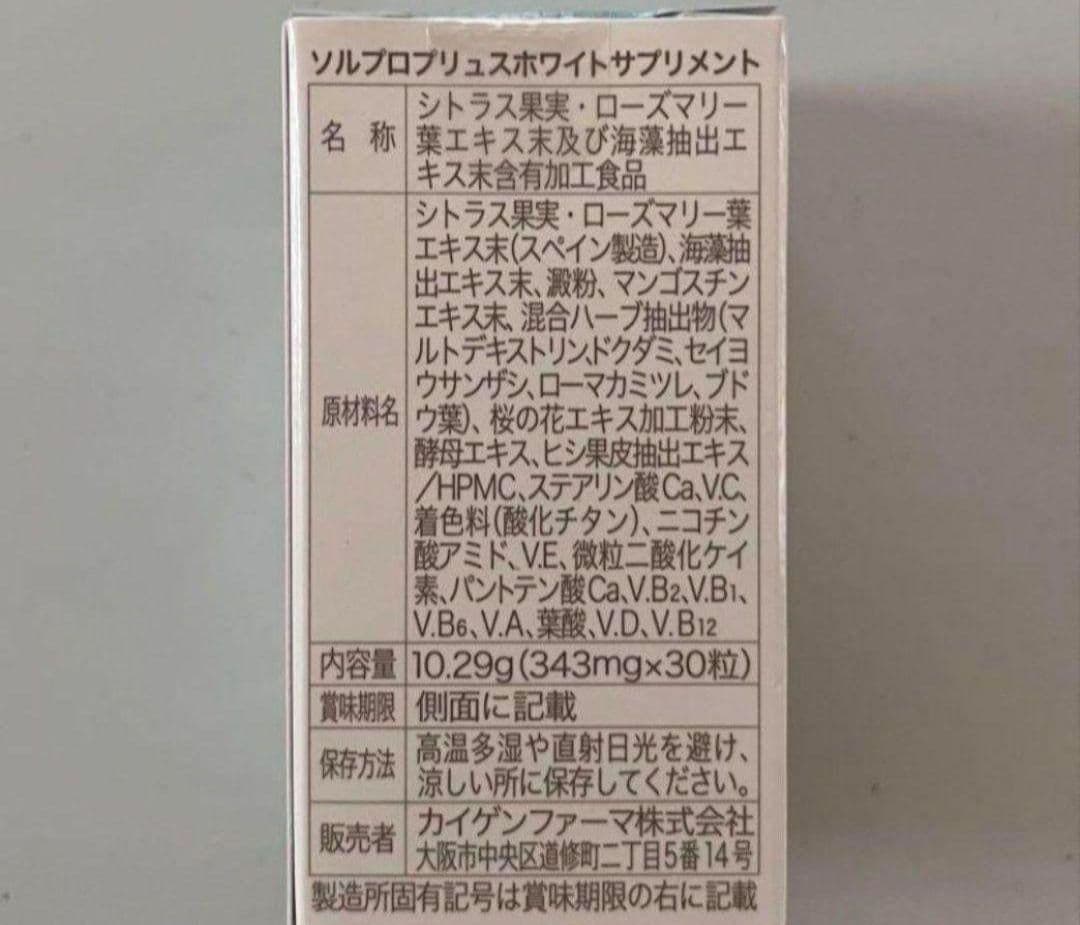 ソルプロプリュスホワイトサプリメント
名称
シトラス果実・ローズマリー
葉エキス末及び海藻抽出エ
キス末含有加工食品
原材料名
シトラス果実・ローズマリー葉
エキス末(スペイン製造)、海藻抽
出エキス末、澱粉、マンゴスチン
エキス末、混合ハーブ抽出物(マ
ルトデキストリン、ドクダミ、セイヨ
ウサンザシ、ローマカミツレ、ブド
ウ葉)、桜の花エキス加工粉末、
酵母エキス、ヒシ果皮抽出エキス
/HPMC、ステアリン酸Ca、V.C、
着色料(酸化チタン)、ニコチン
酸アミド、V.E、微粒二酸化ケイ
素、パントテン酸Ca、V.B2、V.B1、
V.B6、V.A、葉酸、V.D、V.B12
内容量
10.29g(343mg×30粒)
賞味期限
側面に記載
保存方法
高温多湿や直射日光を避け、
涼しい所に保存してください。
販売者
カイゲンファーマ株式会社
大阪市中央区道修町二丁目5番14号
製造所固有記号は賞味期限の右に記載